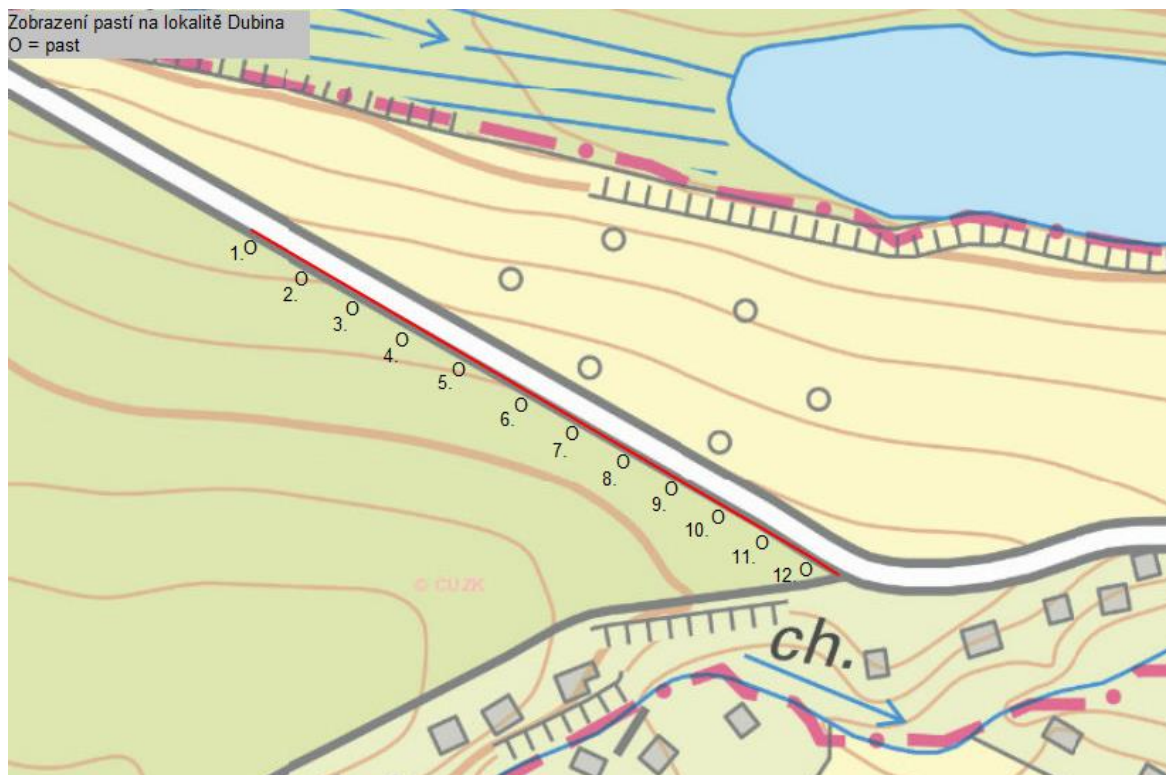 Zobrazení pastí na lokalitě Dubina
O = past
1. O
2. O
3. O
4. O
5. O
6. O
7. O
8. O
9. O
10. O
11. O
12. O
© ČÚZK
ch.